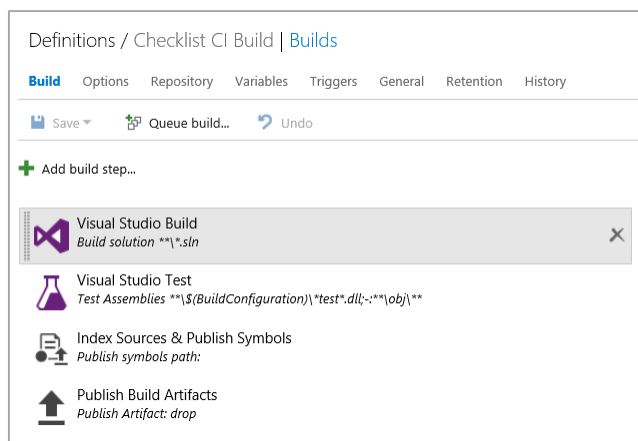 Definitions / Checklist CI Build | Builds
Build Options Repository Variables Triggers General Retention History
Save Queue build... Undo
Add build step...
Visual Studio Build
Build solution **\*.sln
Visual Studio Test
Test Assemblies **\$(BuildConfiguration)\*test*.dll;-:**\obj\**
Index Sources & Publish Symbols
Publish symbols path:
Publish Build Artifacts
Publish Artifact: drop